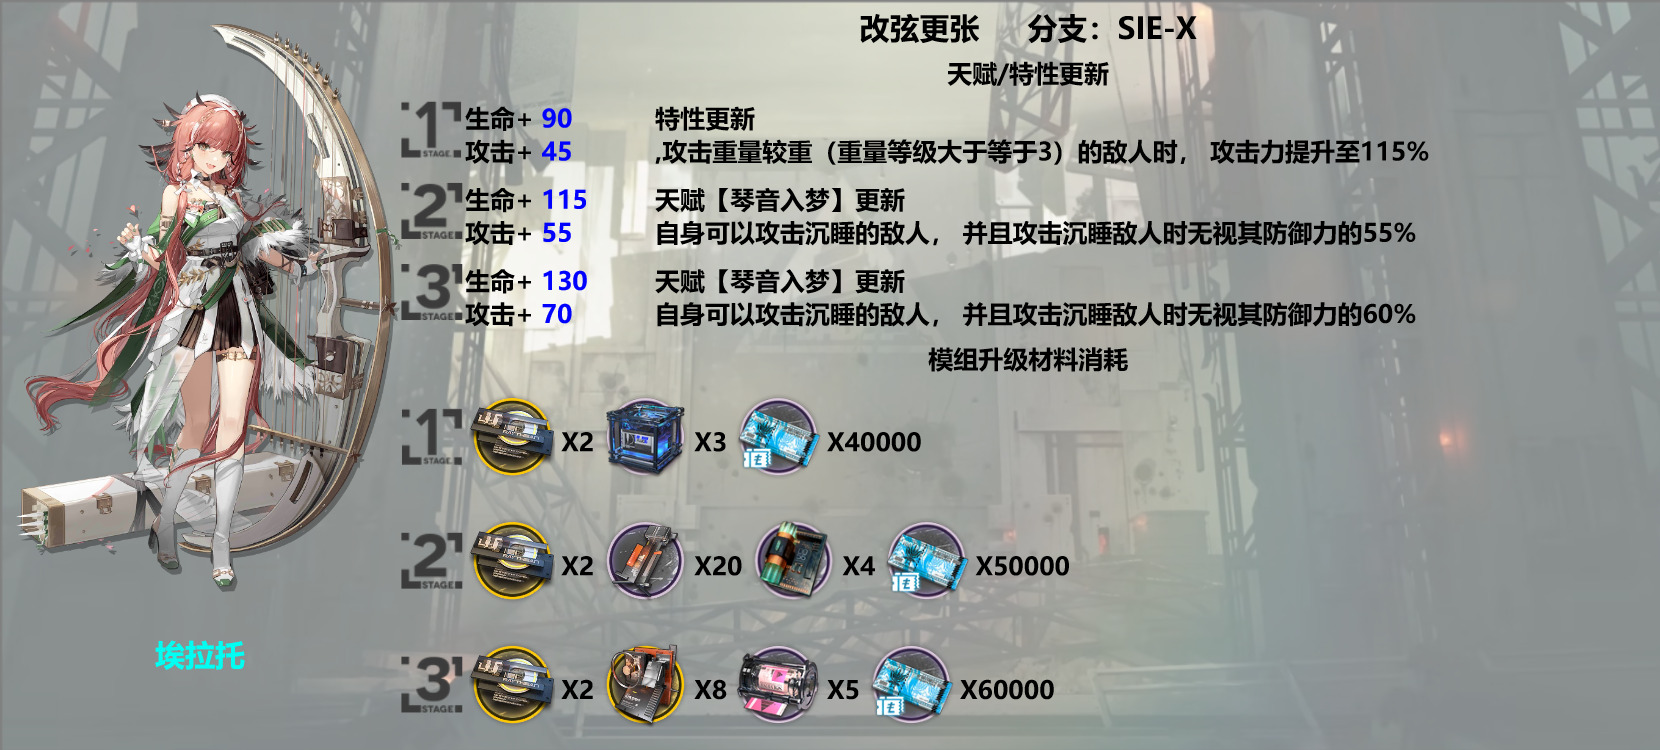 改弦更张 分支：SIE-X
天赋/特性更新
1 STAGE. 生命+ 90 特性更新
攻击+ 45 ,攻击重量较重（重量等级大于等于3）的敌人时， 攻击力提升至115%
2 STAGE. 生命+ 115 天赋【琴音入梦】更新
攻击+ 55 自身可以攻击沉睡的敌人， 并且攻击沉睡敌人时无视其防御力的55%
3 STAGE. 生命+ 130 天赋【琴音入梦】更新
攻击+ 70 自身可以攻击沉睡的敌人， 并且攻击沉睡敌人时无视其防御力的60%
模组升级材料消耗
1 STAGE. X2 X3 X40000
2 STAGE. X2 X20 X4 X50000
3 STAGE. X2 X8 X5 X60000
埃拉托